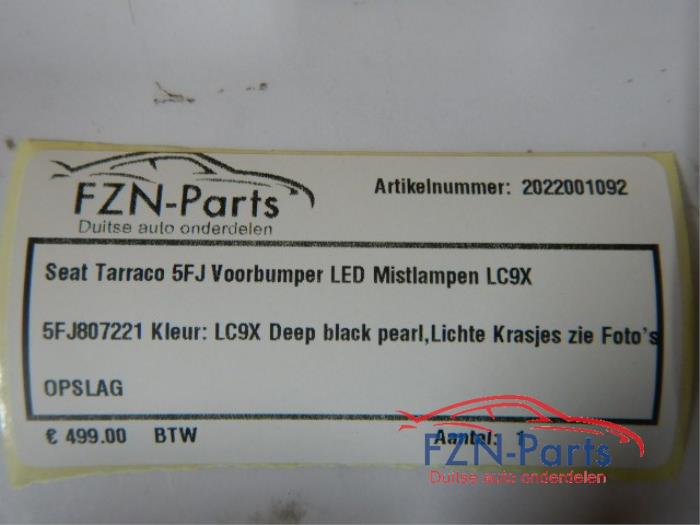 FZN-Parts
Duitse auto onderdelen
Artikelnummer: 2022001092
Seat Tarraco 5FJ Voorbumper LED Mistlampen LC9X
5FJ807221 Kleur: LC9X Deep black pearl,Lichte Krasjes zie Foto's
OPSLAG
€ 499.00 BTW
Aantal: 1
FZN-Parts
Duitse auto onderdelen